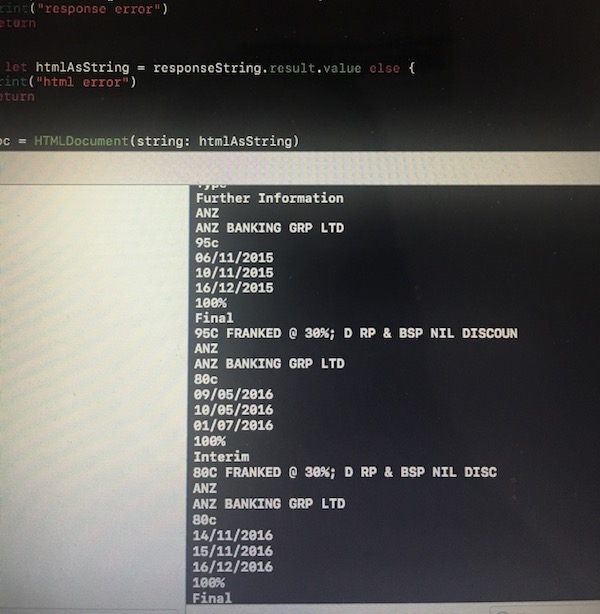 rint("response error")
eturn
let htmlAsString = responseString.result.value else {
rint("html error")
eturn
oc = HTMLDocument(string: htmlAsString)
Type
Further Information
ANZ
ANZ BANKING GRP LTD
95c
06/11/2015
10/11/2015
16/12/2015
100%
Final
95C FRANKED @ 30%; D RP & BSP NIL DISCOUN
ANZ
ANZ BANKING GRP LTD
80c
09/05/2016
10/05/2016
01/07/2016
100%
Interim
80C FRANKED @ 30%; D RP & BSP NIL DISC
ANZ
ANZ BANKING GRP LTD
80c
14/11/2016
15/11/2016
16/12/2016
100%
Final